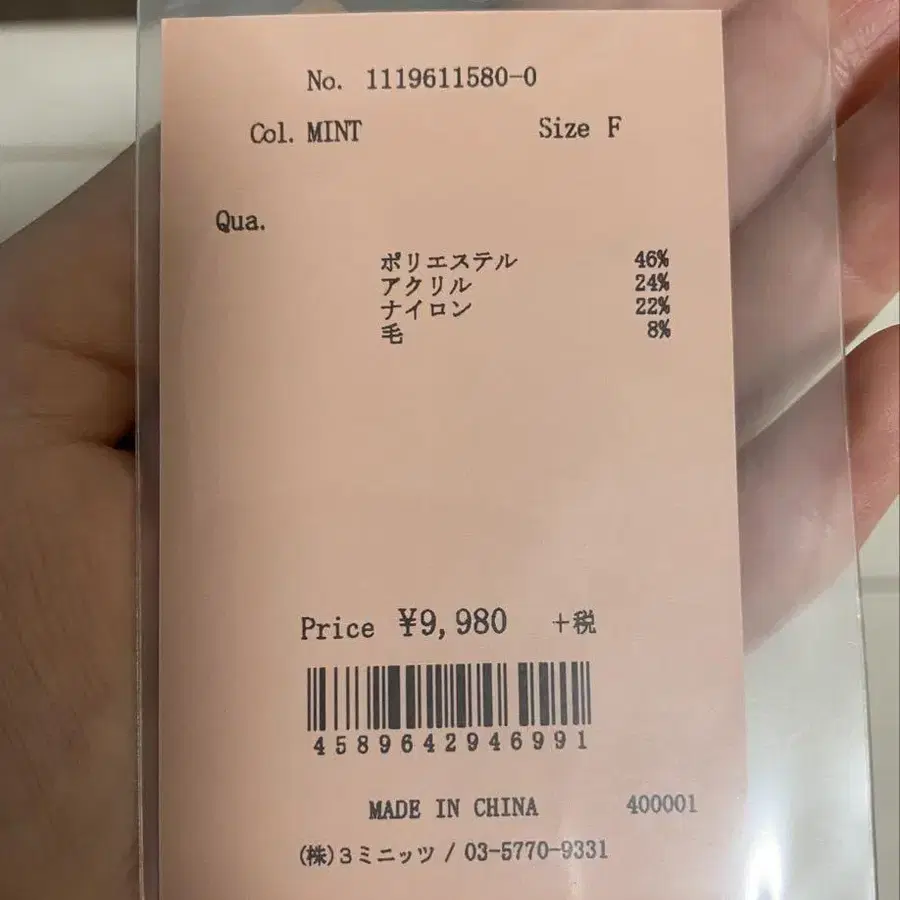 No. 1119611580-0
Col. MINT Size F
Qua.
ポリエステル 46%
アクリル 24%
ナイロン 22%
毛 8%
Price ¥9,980 +税
4589642946991
MADE IN CHINA 400001
(株)3ミニッツ / 03-5770-9331